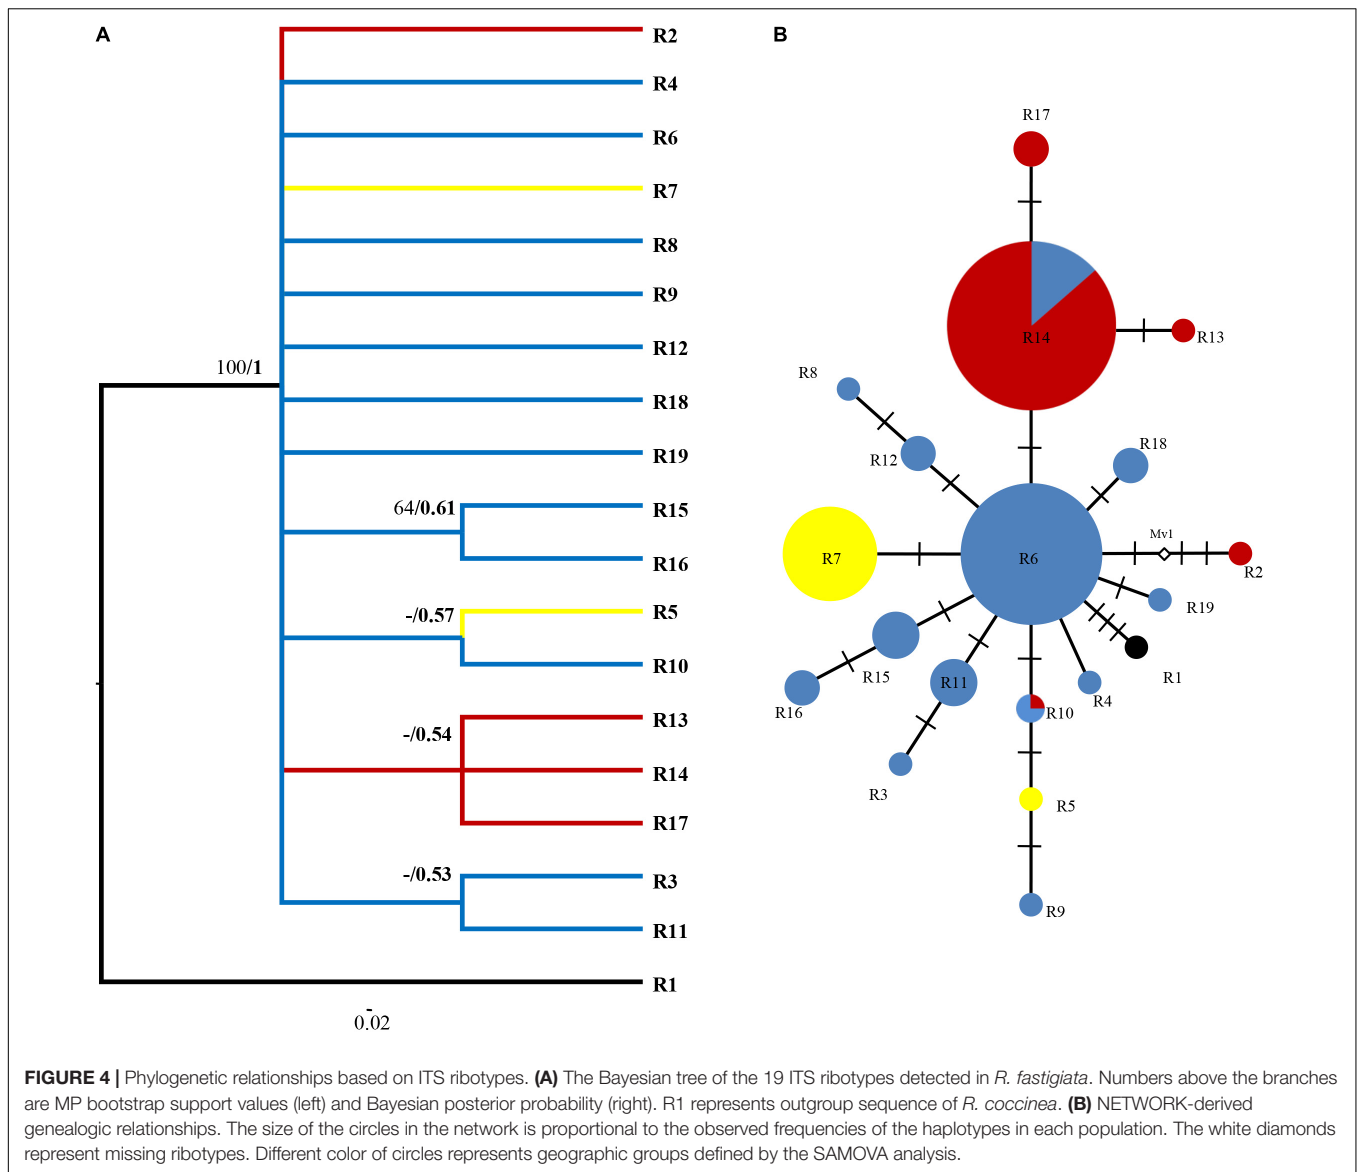 A
R2
R4
R6
R7
R8
R9
R12
100/1
R18
R19
64/0.61
R15
R16
-/0.57
R5
R10
-/0.54
R13
R14
R17
-/0.53
R3
R11
R1
0.02
B
R17
R14
R13
R8
R12
R18
R7
R6
Mv1
R2
R19
R15
R11
R1
R16
R10
R4
R3
R5
R9
FIGURE 4 | Phylogenetic relationships based on ITS ribotypes. (A) The Bayesian tree of the 19 ITS ribotypes detected in R. fastigiata. Numbers above the branches
are MP bootstrap support values (left) and Bayesian posterior probability (right). R1 represents outgroup sequence of R. coccinea. (B) NETWORK-derived
genealogic relationships. The size of the circles in the network is proportional to the observed frequencies of the haplotypes in each population. The white diamonds
represent missing ribotypes. Different color of circles represents geographic groups defined by the SAMOVA analysis.